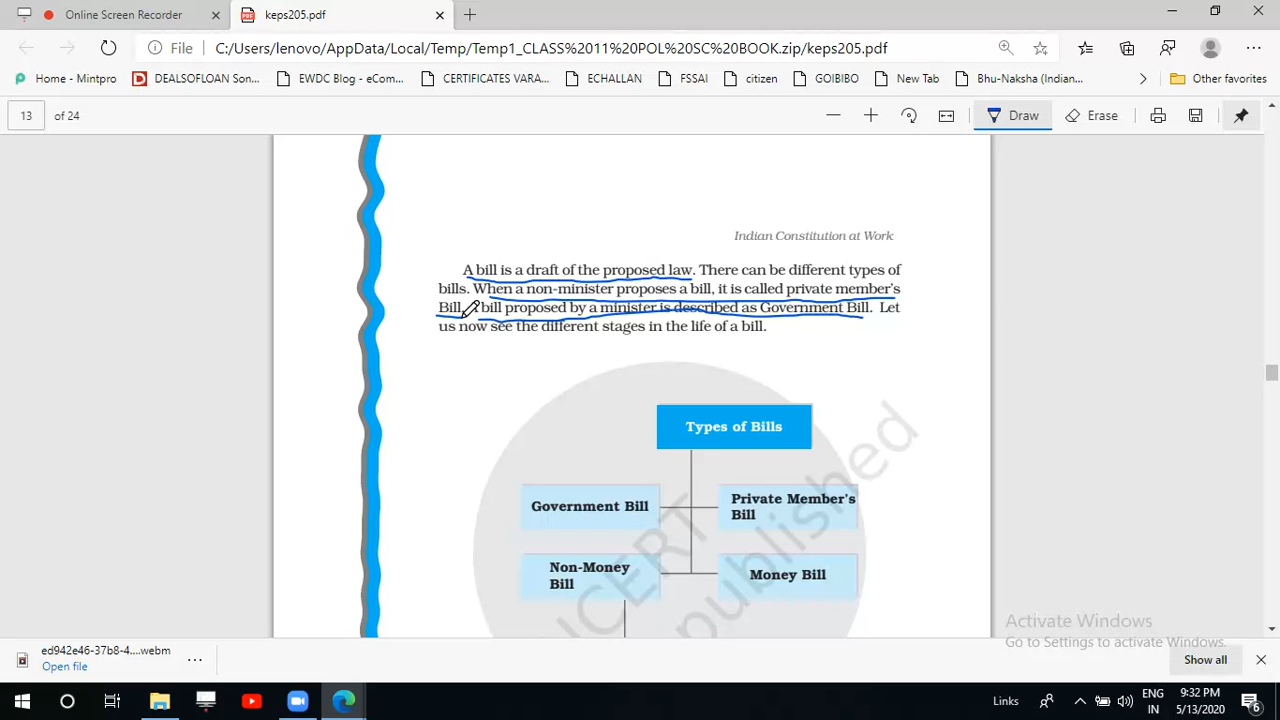 Online Screen Recorder
keps205.pdf
File
C:/Users/lenovo/AppData/Local/Temp/Temp1_CLASS%2011%20POL%20SC%20BOOK.zip/keps205.pdf
Home - Mintpro
DEALSOFLOAN Son...
EWDC Blog - eCom...
CERTIFICATES VARA...
ECHALLAN
FSSAI
citizen
GOIBIBO
New Tab
Bhu-Naksha (Indian...
Other favorites
13 of 24
Draw
Erase
Indian Constitution at Work
A bill is a draft of the proposed law. There can be different types of
bills. When a non-minister proposes a bill, it is called private member's
Bill. bill proposed by a minister is described as Government Bill. Let
us now see the different stages in the life of a bill.
Types of Bills
Government Bill
Private Member's
Bill
Non-Money
Bill
Money Bill
NCERT
published
Activate Windows
Go to Settings to activate Windows.
ed942e46-37b8-4....webm
Open file
Show all
Links
ENG
IN
9:32 PM
5/13/2020
6